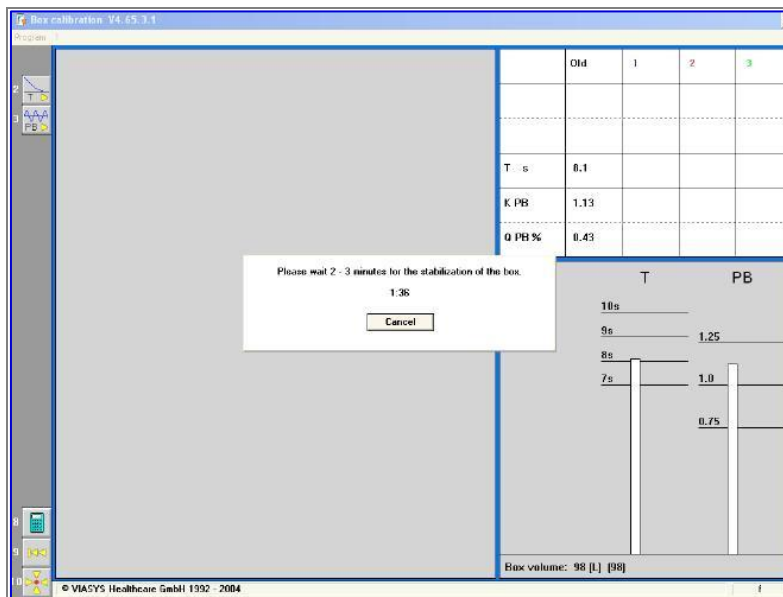 Box calibration V4.65.3.1
Program !
2 T
3 PB
Old 1 2 3
T s 0.1
K PB 1.13
Q PB % 0.43
Please wait 2 - 3 minutes for the stabilization of the box.
1:36
Cancel
T PB
10s
9s 1.25
8s
7s 1.0
0.75
8
9
10
Box volume: 98 [L] [98]
© VIASYS Healthcare GmbH 1992 - 2004